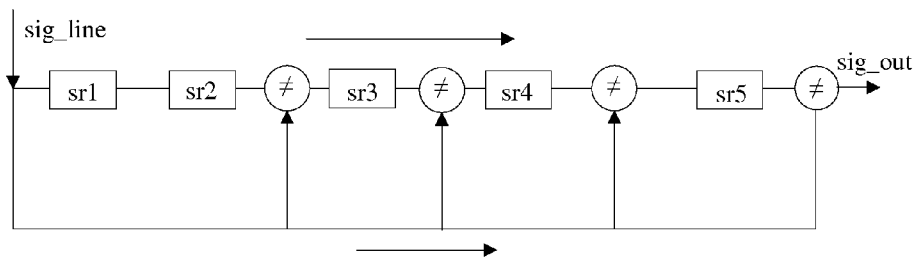 sig_line
sig_out
sr1 sr2 ≠ sr3 ≠ sr4 ≠ sr5 ≠